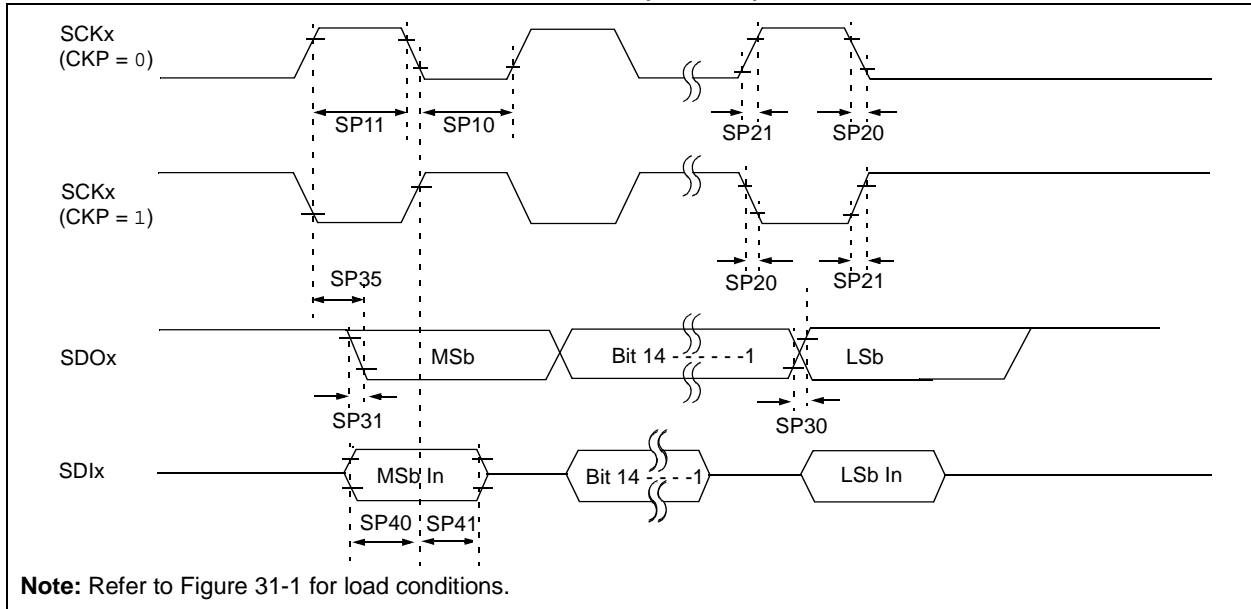 SCKx
(CKP = 0)
SP11
SP10
SP21
SP20
SCKx
(CKP = 1)
SP35
SP20
SP21
SDOx
MSb
Bit 14 - - - - - -1
LSb
SP31
SP30
SDIx
MSb In
Bit 14 - - - -1
LSb In
SP40
SP41
Note: Refer to Figure 31-1 for load conditions.